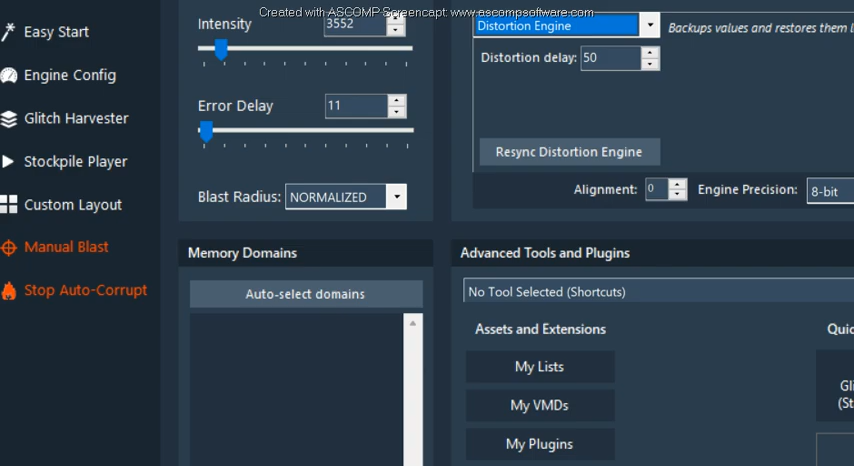 Created with ASCOMP Screencapt: www.ascompsoftware.com
Easy Start
Engine Config
Glitch Harvester
Stockpile Player
Custom Layout
Manual Blast
Stop Auto-Corrupt
Intensity 3552
Error Delay 11
Blast Radius: NORMALIZED
Distortion Engine Backups values and restores them l
Distortion delay: 50
Resync Distortion Engine
Alignment: 0 Engine Precision: 8-bit
Memory Domains
Auto-select domains
Advanced Tools and Plugins
No Tool Selected (Shortcuts)
Assets and Extensions
My Lists
My VMDs
My Plugins
Quic
Gli
(St